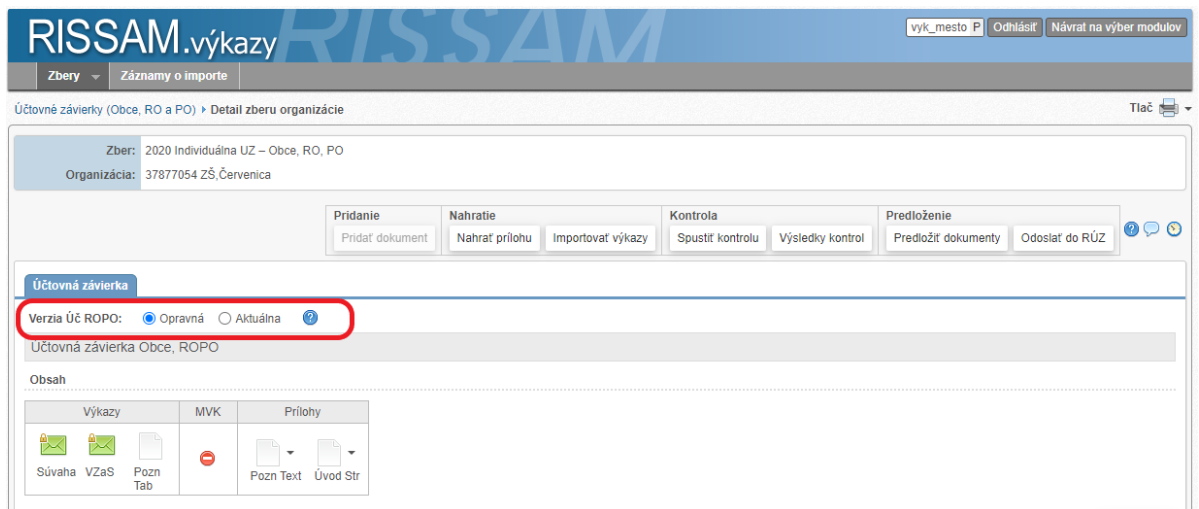 RISSAM.výkazy
RISSAM
vyk_mesto P Odhlásiť Návrat na výber modulov
Zbery Záznamy o importe
Účtovné závierky (Obce, RO a PO) Detail zberu organizácie Tlač
Zber: 2020 Individuálna UZ – Obce, RO, PO
Organizácia: 37877054 ZŠ,Červenica
Pridanie Nahratie Kontrola Predloženie
Pridať dokument Nahrať prílohu Importovať výkazy Spustiť kontrolu Výsledky kontrol Predložiť dokumenty Odoslať do RÚZ
Účtovná závierka
Verzia Úč ROPO: Opravná Aktuálna
Účtovná závierka Obce, ROPO
Obsah
Výkazy MVK Prílohy
Súvaha VZaS Pozn Tab Pozn Text Úvod Str